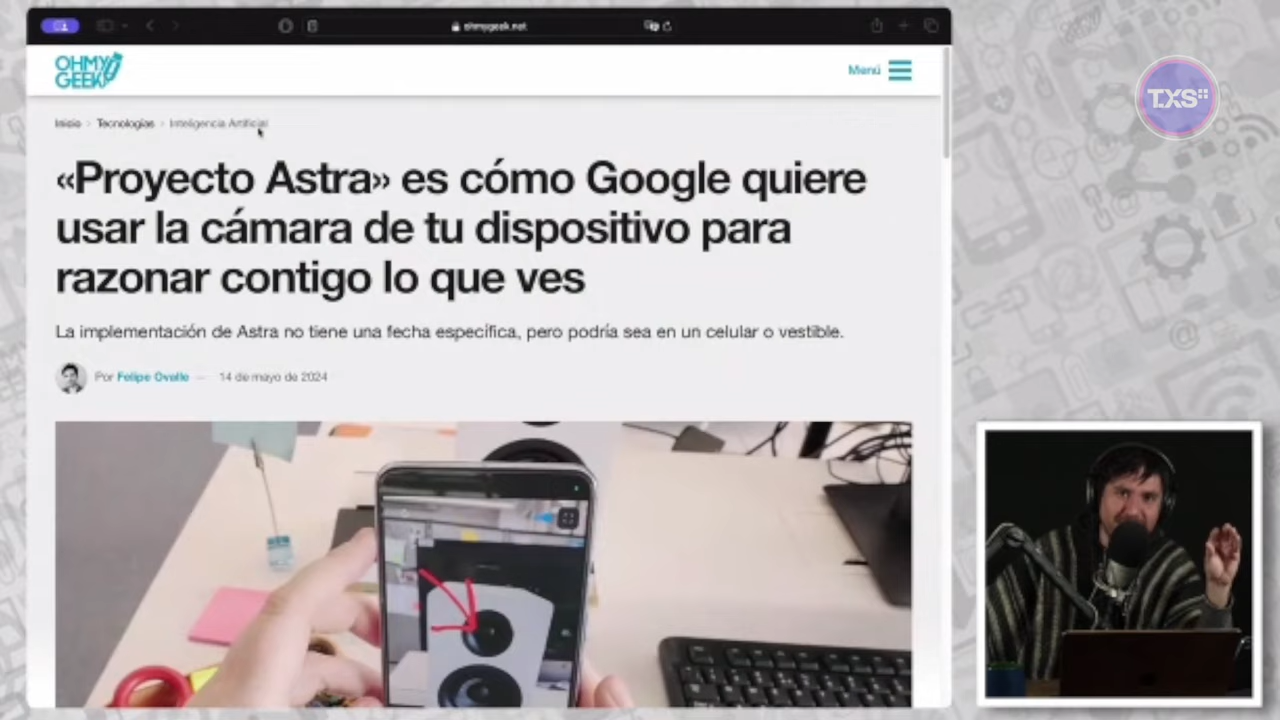 ohmygeek.net
OHMY
GEEK
Menú
TXS
Inicio > Tecnologías > Inteligencia Artificial
«Proyecto Astra» es cómo Google quiere
usar la cámara de tu dispositivo para
razonar contigo lo que ves
La implementación de Astra no tiene una fecha específica, pero podría sea en un celular o vestible.
Por Felipe Ovalle — 14 de mayo de 2024